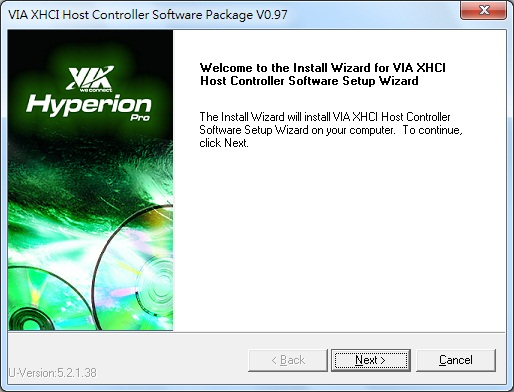 VIA XHCI Host Controller Software Package V0.97
VIA
we connect
Hyperion
Pro
Welcome to the Install Wizard for VIA XHCI
Host Controller Software Setup Wizard
The Install Wizard will install VIA XHCI Host Controller
Software Setup Wizard on your computer. To continue,
click Next.
U-Version:5.2.1.38
< Back
Next >
Cancel